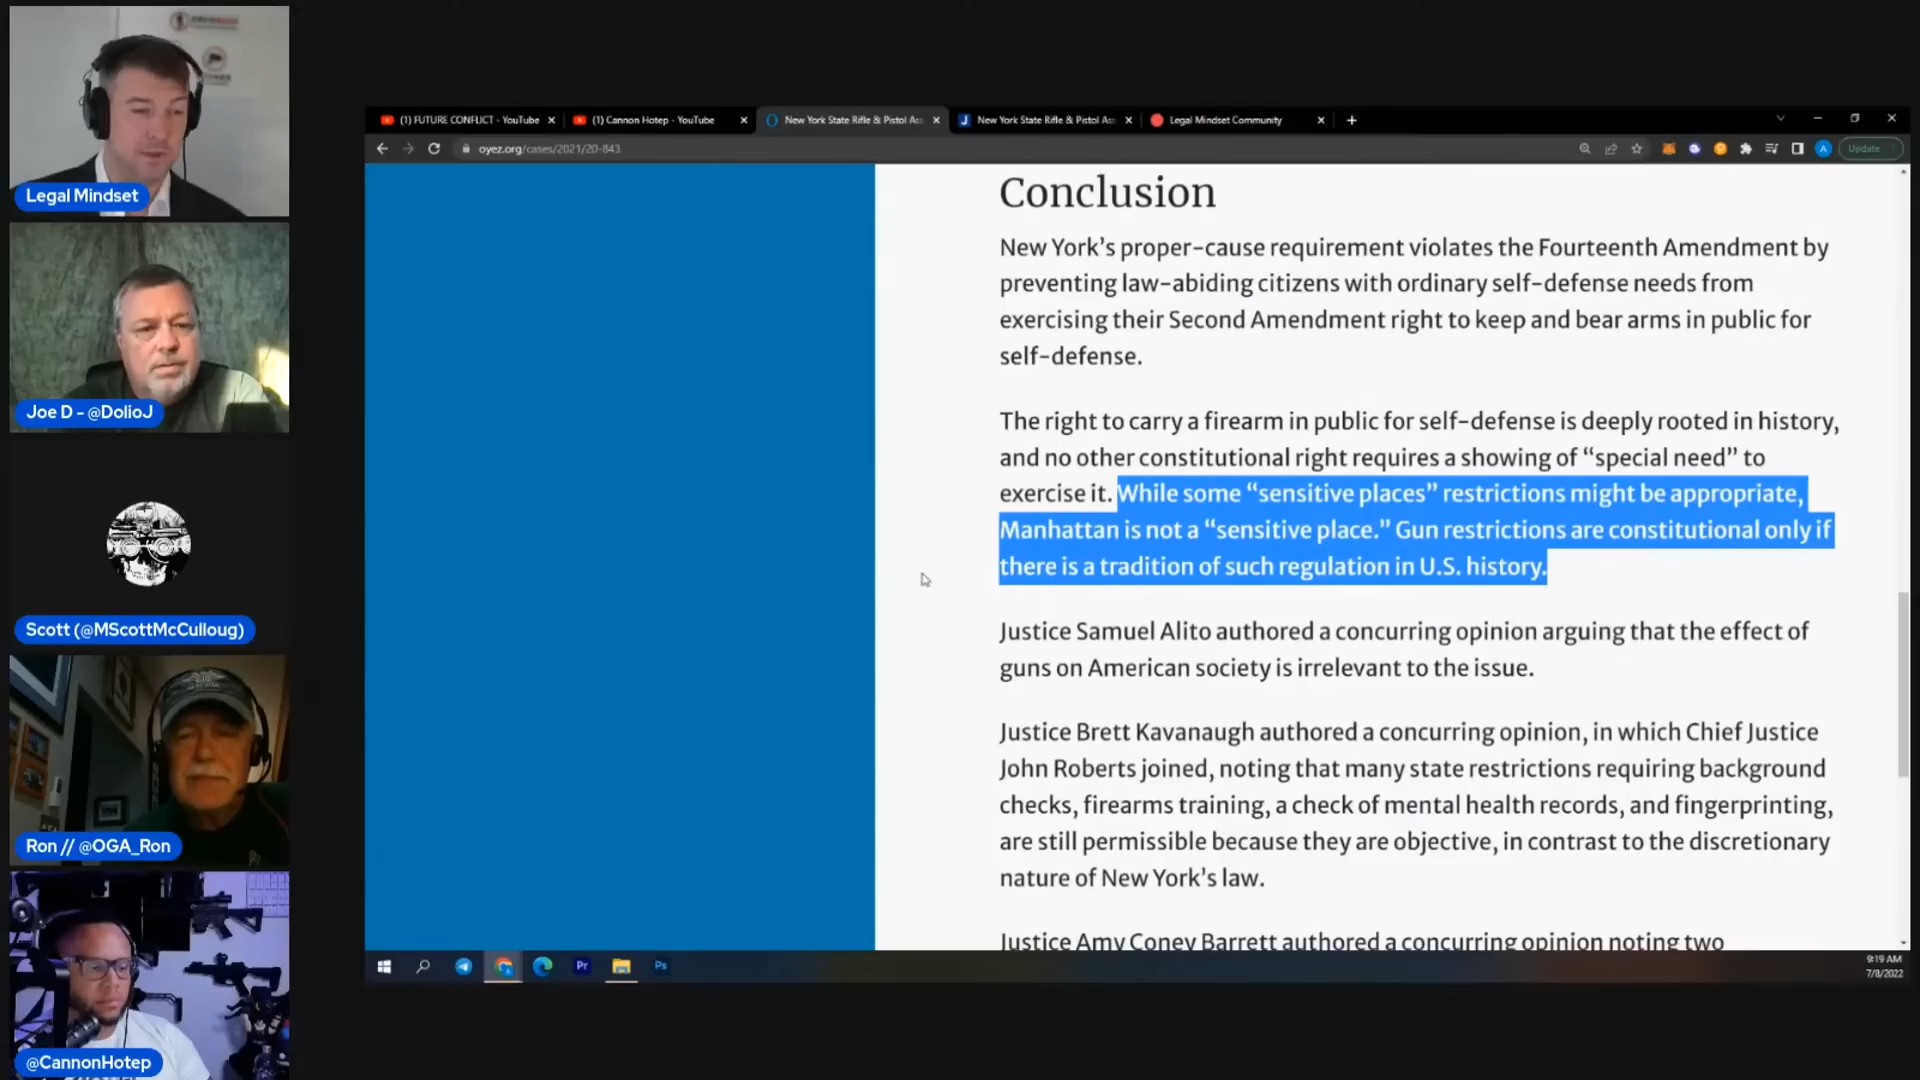 Legal Mindset
Joe D - @DolioJ
Scott (@MScottMcCulloug)
Ron // @OGA_Ron
@CannonHotep
(1) FUTURE CONFLICT - YouTube
(1) Cannon Hotep - YouTube
New York State Rifle & Pistol Ass
New York State Rifle & Pistol Ass
Legal Mindset Community
oyez.org/cases/2021/20-843
Update
Conclusion
New York’s proper-cause requirement violates the Fourteenth Amendment by
preventing law-abiding citizens with ordinary self-defense needs from
exercising their Second Amendment right to keep and bear arms in public for
self-defense.
The right to carry a firearm in public for self-defense is deeply rooted in history,
and no other constitutional right requires a showing of “special need” to
exercise it. While some “sensitive places” restrictions might be appropriate,
Manhattan is not a “sensitive place.” Gun restrictions are constitutional only if
there is a tradition of such regulation in U.S. history.
Justice Samuel Alito authored a concurring opinion arguing that the effect of
guns on American society is irrelevant to the issue.
Justice Brett Kavanaugh authored a concurring opinion, in which Chief Justice
John Roberts joined, noting that many state restrictions requiring background
checks, firearms training, a check of mental health records, and fingerprinting,
are still permissible because they are objective, in contrast to the discretionary
nature of New York’s law.
Justice Amy Coney Barrett authored a concurring opinion noting two
Pr
Ps
9:19 AM
7/8/2022